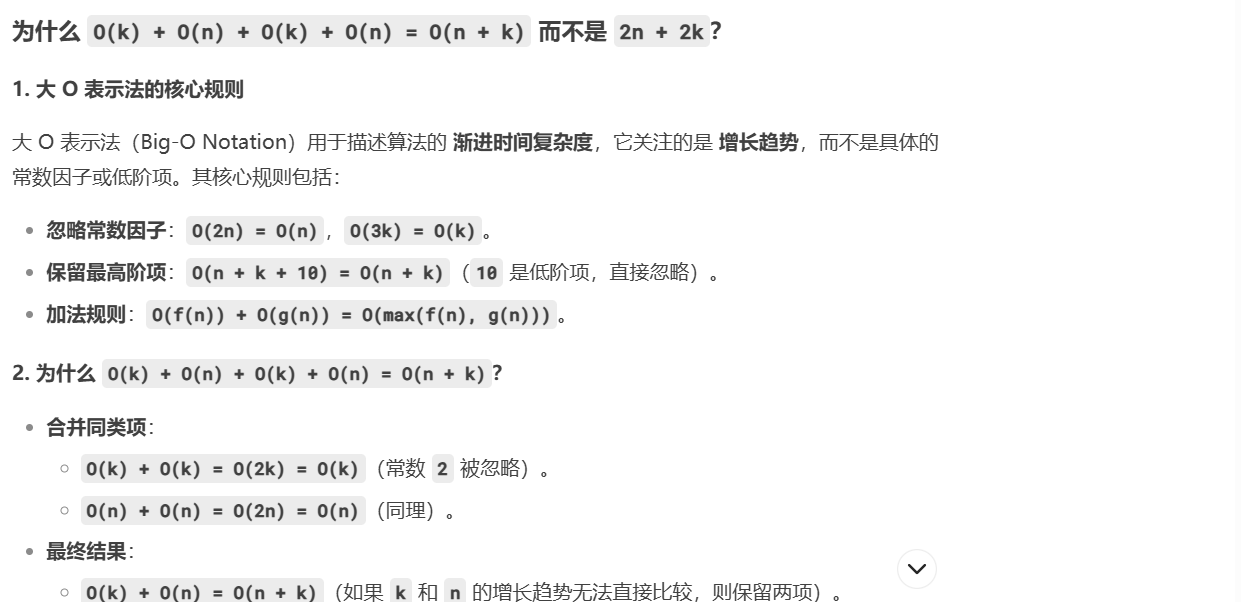 为什么 O(k) + O(n) + O(k) + O(n) = O(n + k) 而不是 2n + 2k？
1. 大 O 表示法的核心规则
大 O 表示法（Big-O Notation）用于描述算法的 渐进时间复杂度，它关注的是 增长趋势，而不是具体的
常数因子或低阶项。其核心规则包括：
• 忽略常数因子：O(2n) = O(n)，O(3k) = O(k)。
• 保留最高阶项：O(n + k + 10) = O(n + k)（10 是低阶项，直接忽略）。
• 加法规则：O(f(n)) + O(g(n)) = O(max(f(n), g(n)))。
2. 为什么 O(k) + O(n) + O(k) + O(n) = O(n + k)？
• 合并同类项：
○ O(k) + O(k) = O(2k) = O(k)（常数 2 被忽略）。
○ O(n) + O(n) = O(2n) = O(n)（同理）。
• 最终结果：
○ O(k) + O(n) = O(n + k)（如果 k 和 n 的增长趋势无法直接比较，则保留两项）。